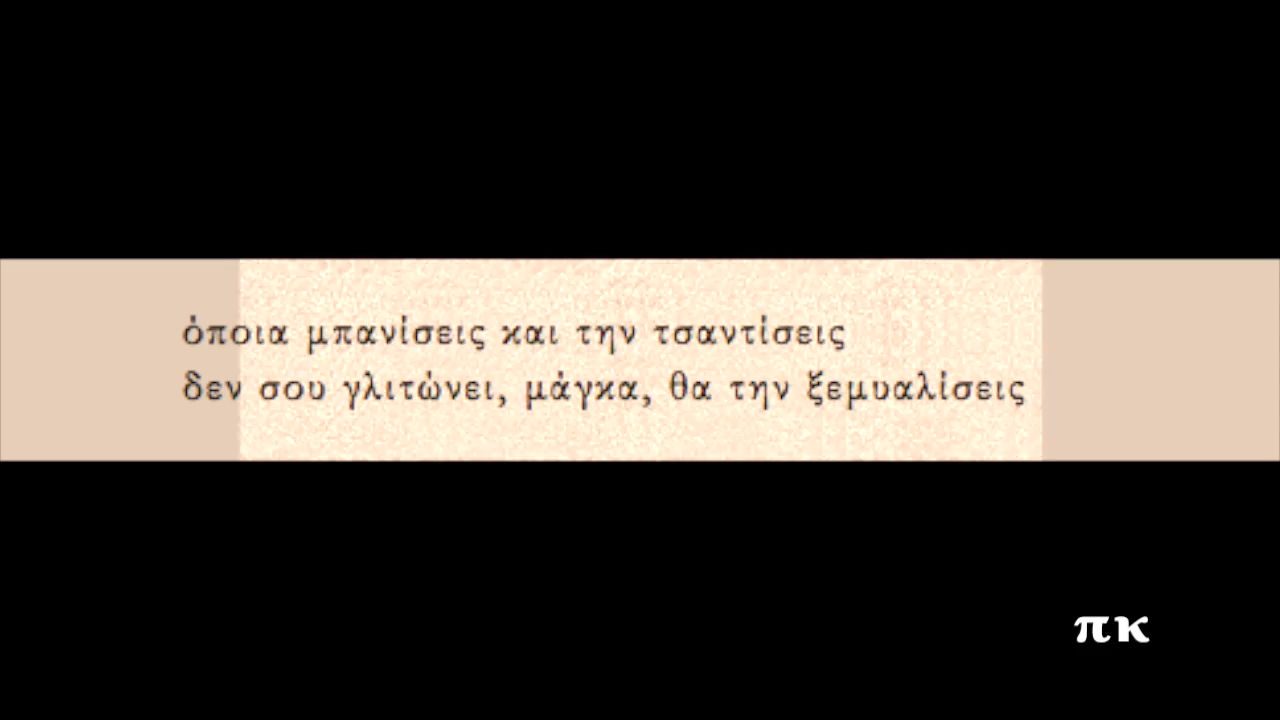 όποια μπανίσεις και την τσαντίσεις
δεν σου γλιτώνει, μάγκα, θα την ξεμυαλίσεις
πκ